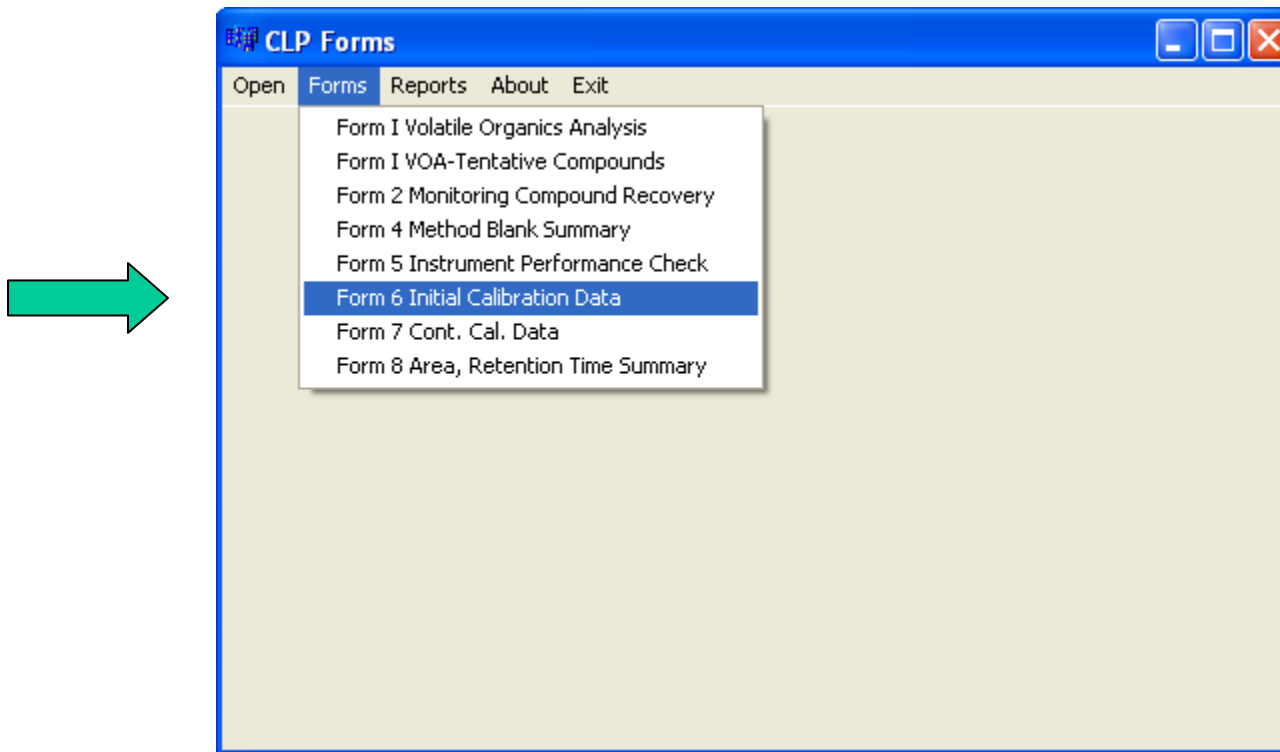 CLP Forms
Open Forms Reports About Exit
Form I Volatile Organics Analysis
Form I VOA-Tentative Compounds
Form 2 Monitoring Compound Recovery
Form 4 Method Blank Summary
Form 5 Instrument Performance Check
Form 6 Initial Calibration Data
Form 7 Cont. Cal. Data
Form 8 Area, Retention Time Summary